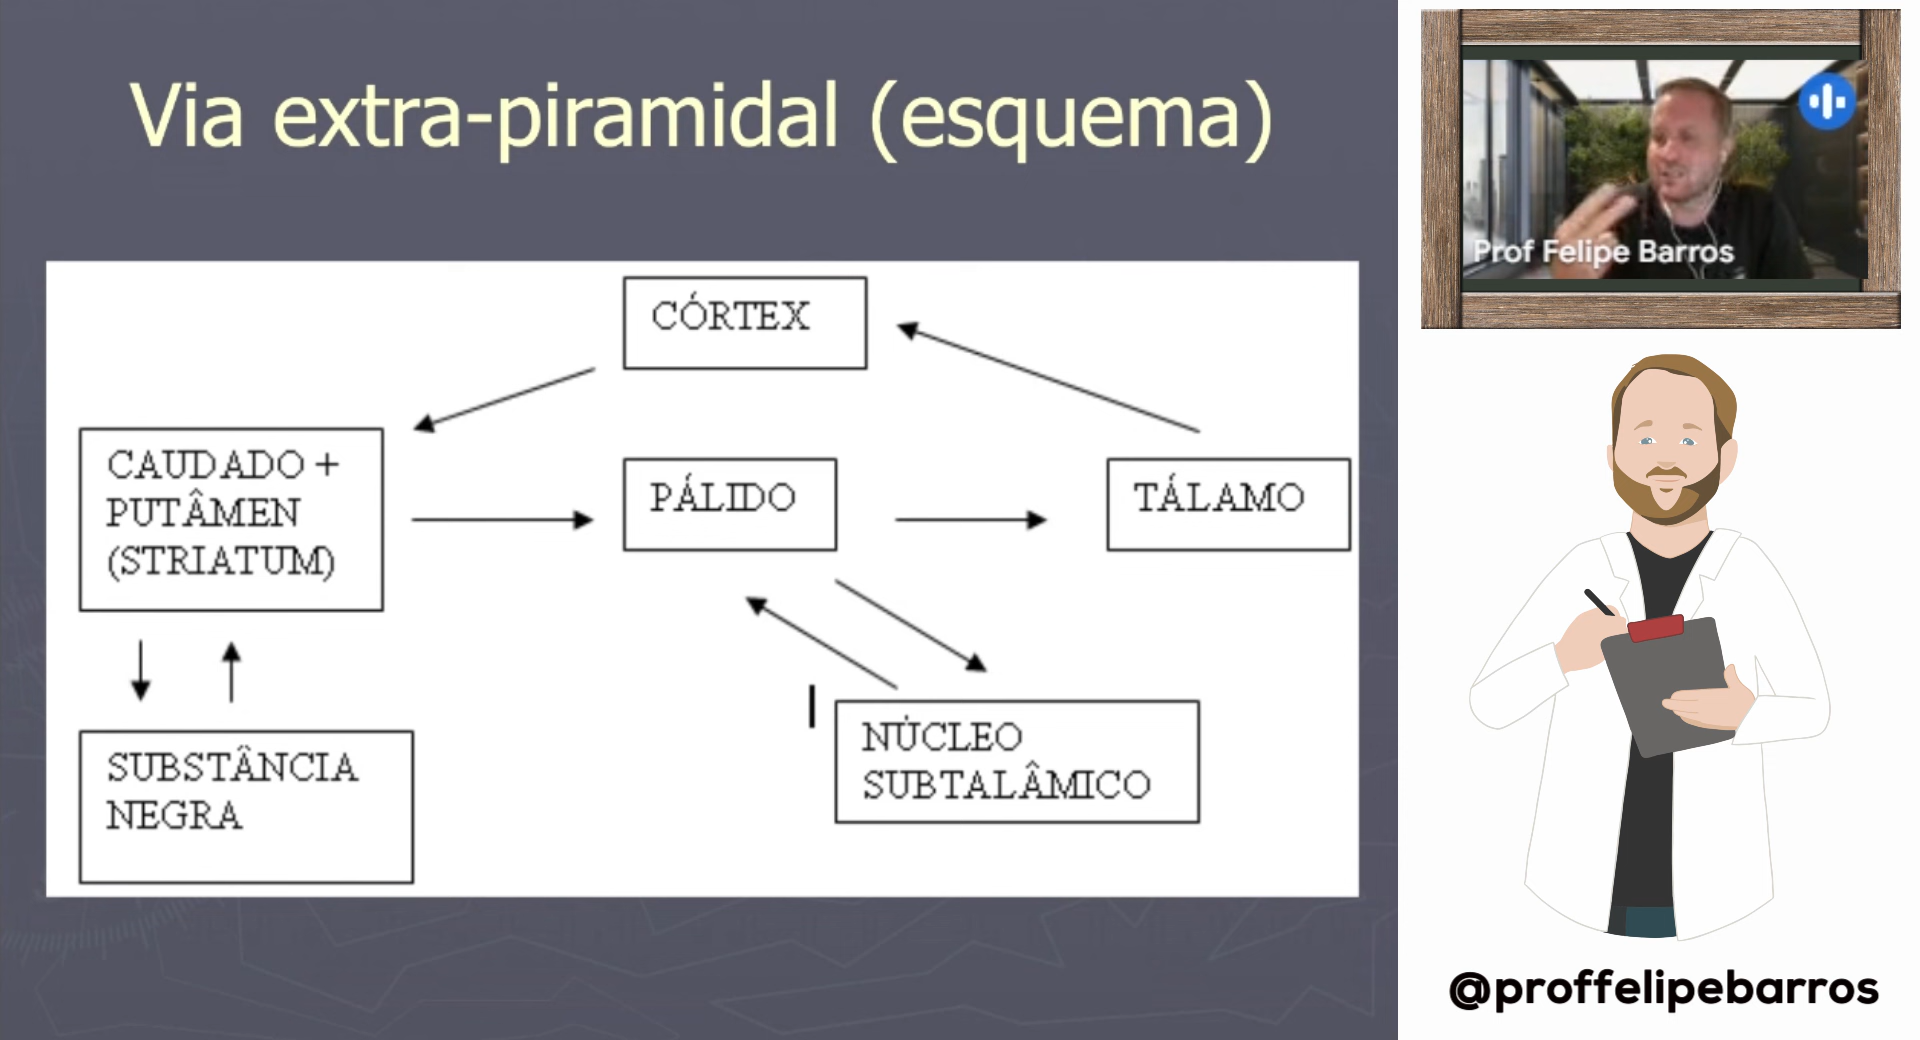 Via extra-piramidal (esquema)
CÓRTEX
CAUDADO +
PUTÂMEN
(STRIATUM)
PÁLIDO
TÁLAMO
SUBSTÂNCIA
NEGRA
NÚCLEO
SUBTALÂMICO
Prof Felipe Barros
@proffelipebarros